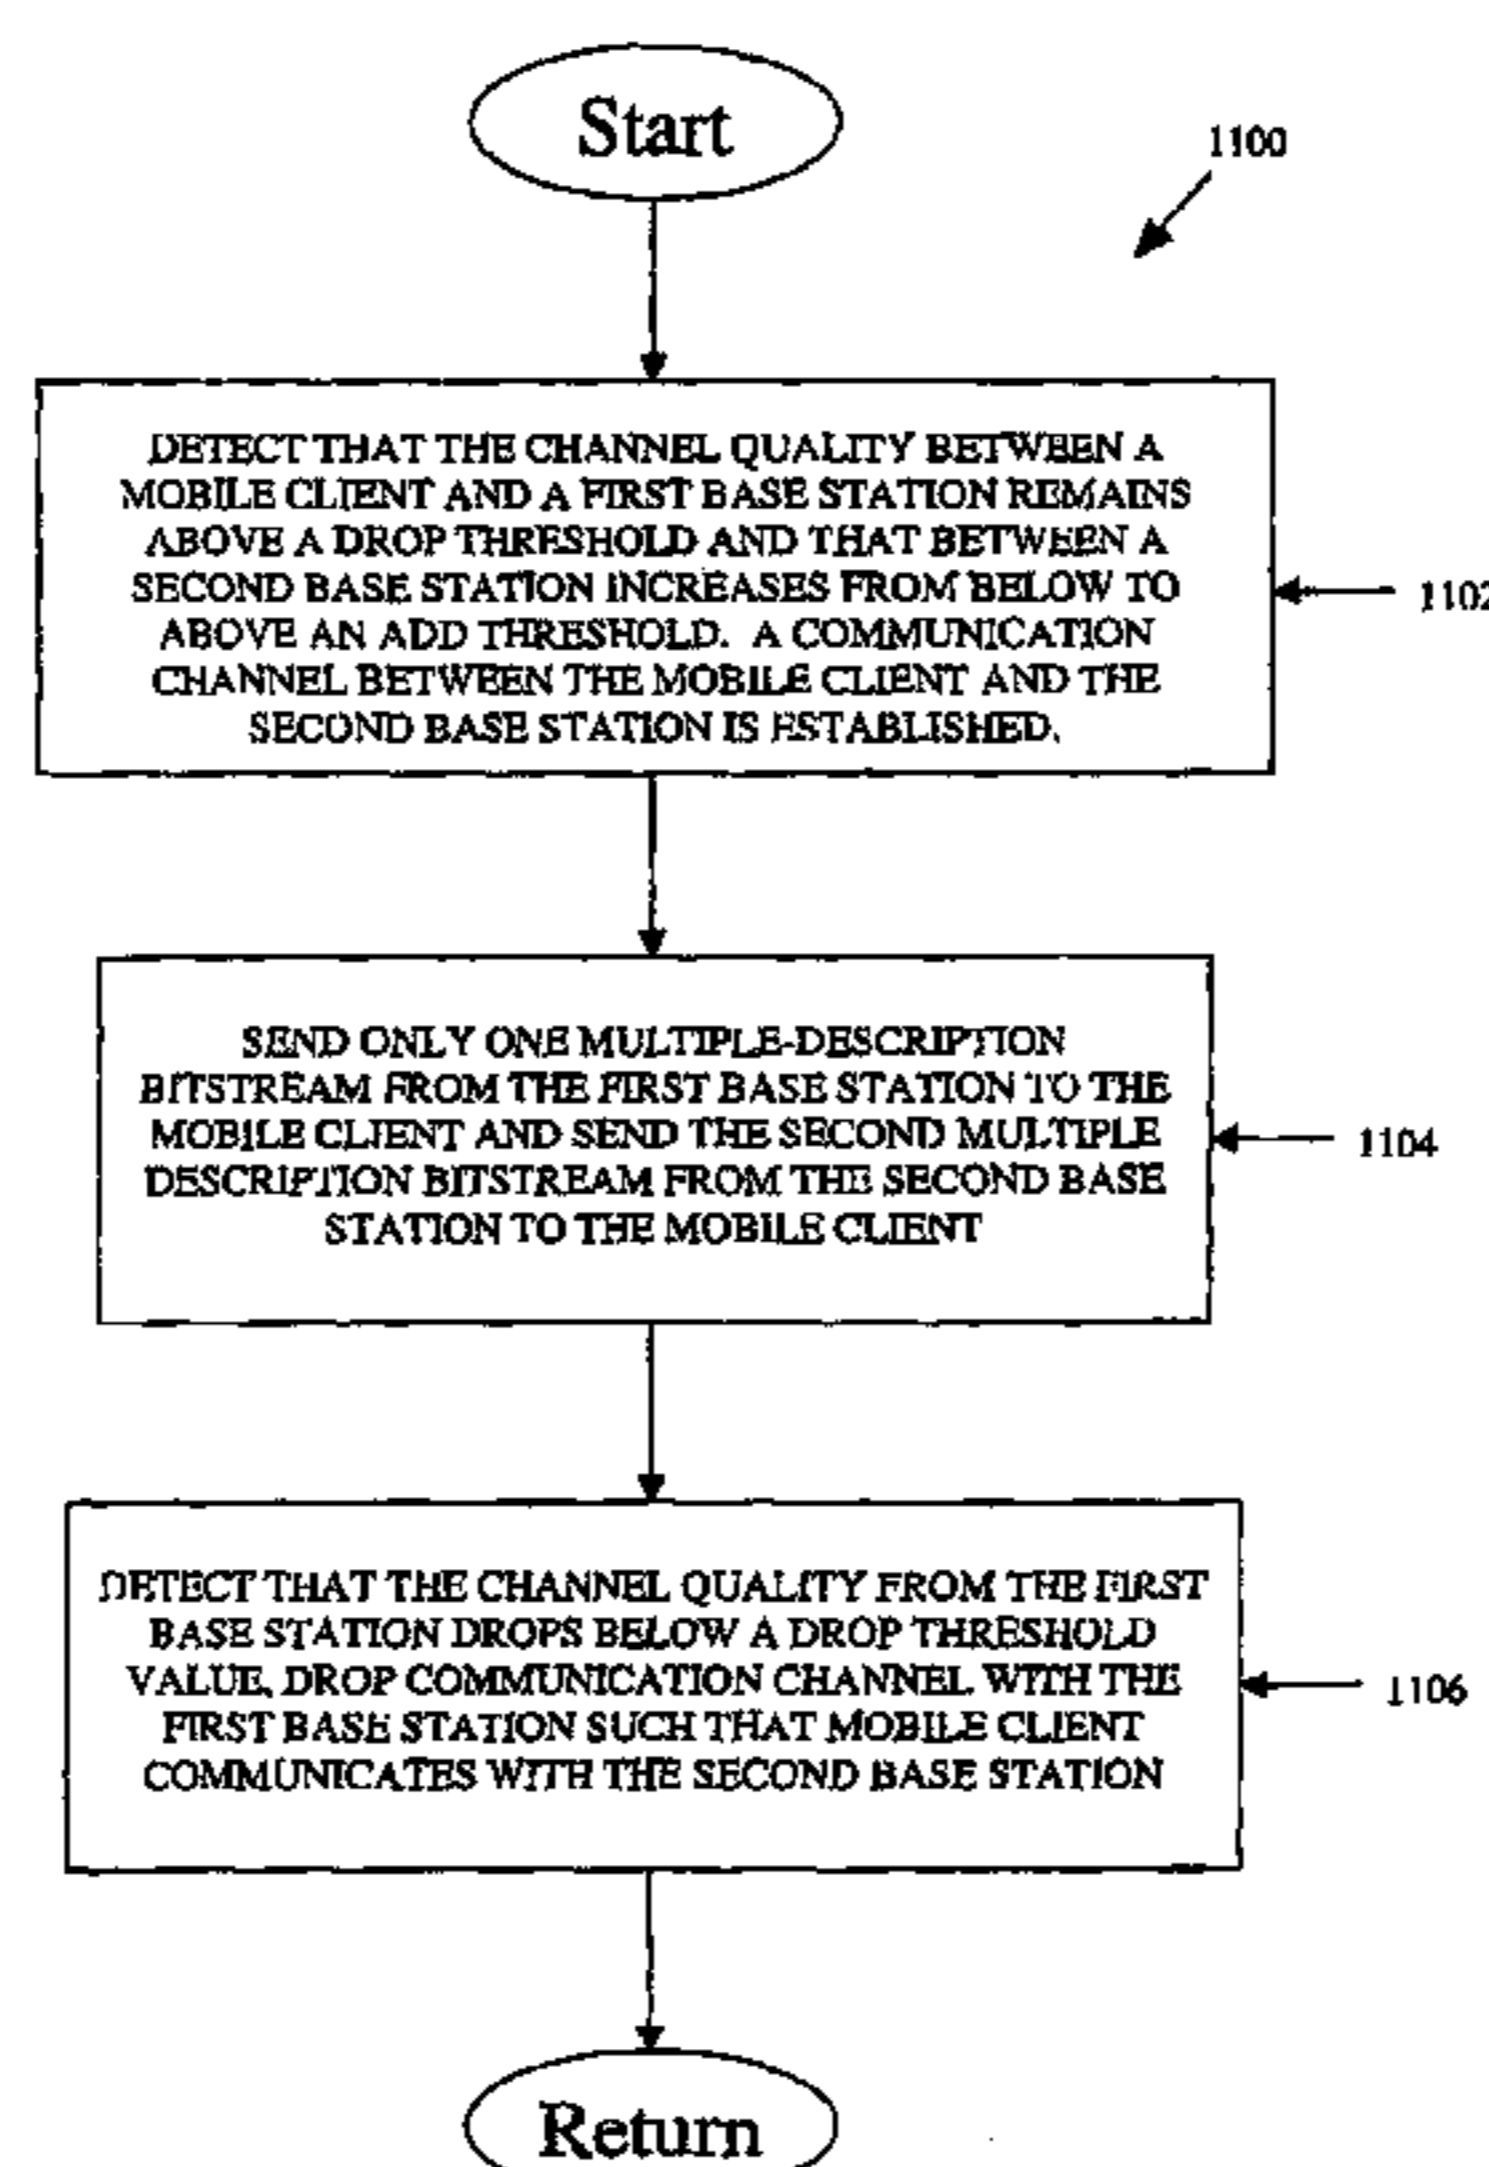 Start
1100
DETECT THAT THE CHANNEL QUALITY BETWEEN A
MOBILE CLIENT AND A FIRST BASE STATION REMAINS
ABOVE A DROP THRESHOLD AND THAT BETWEEN A
SECOND BASE STATION INCREASES FROM BELOW TO
ABOVE AN ADD THRESHOLD. A COMMUNICATION
CHANNEL BETWEEN THE MOBILE CLIENT AND THE
SECOND BASE STATION IS ESTABLISHED.
1102
SEND ONLY ONE MULTIPLE-DESCRIPTION
BITSTREAM FROM THE FIRST BASE STATION TO THE
MOBILE CLIENT AND SEND THE SECOND MULTIPLE
DESCRIPTION BITSTREAM FROM THE SECOND BASE
STATION TO THE MOBILE CLIENT
1104
DETECT THAT THE CHANNEL QUALITY FROM THE FIRST
BASE STATION DROPS BELOW A DROP THRESHOLD
VALUE, DROP COMMUNICATION CHANNEL WITH THE
FIRST BASE STATION SUCH THAT MOBILE CLIENT
COMMUNICATES WITH THE SECOND BASE STATION
1106
Return